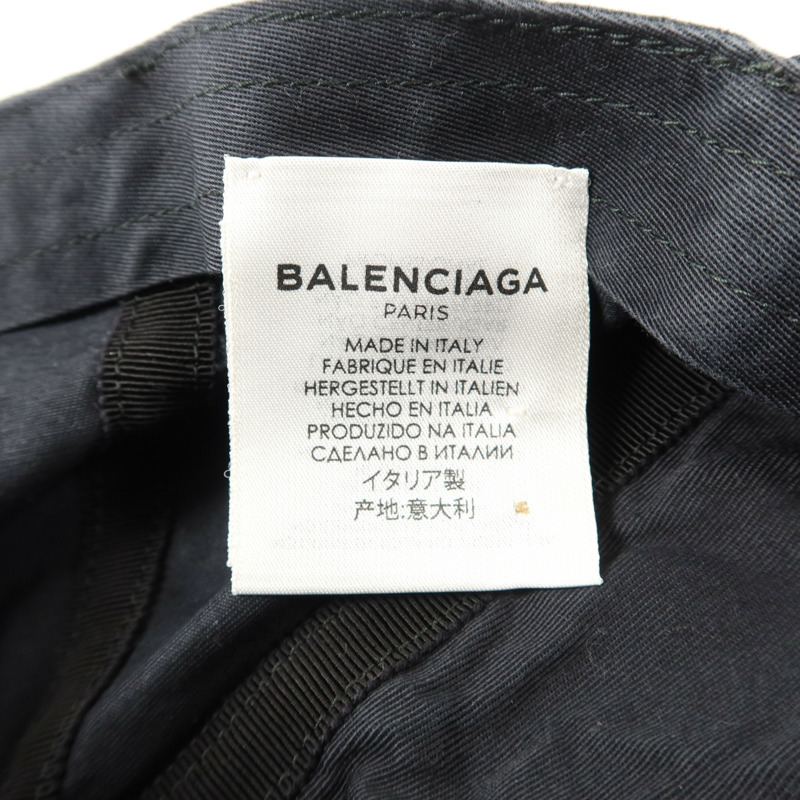 BALENCIAGA
PARIS
MADE IN ITALY
FABRIQUE EN ITALIE
HERGESTELLT IN ITALIEN
HECHO EN ITALIA
PRODUZIDO NA ITALIA
СДЕЛАНО В ИТАЛИИ
イタリア製
产地:意大利